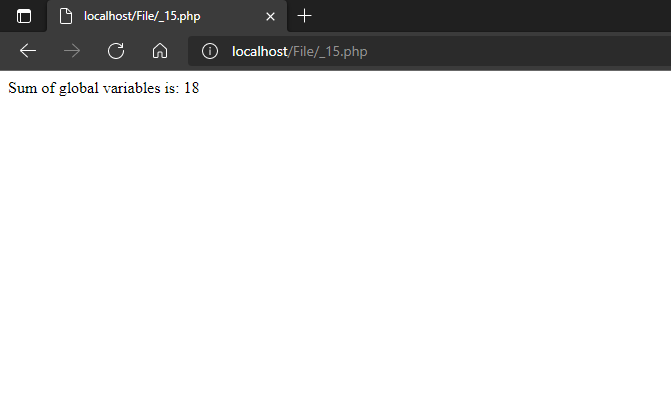 localhost/File/_15.php
localhost/File/_15.php
Sum of global variables is: 18